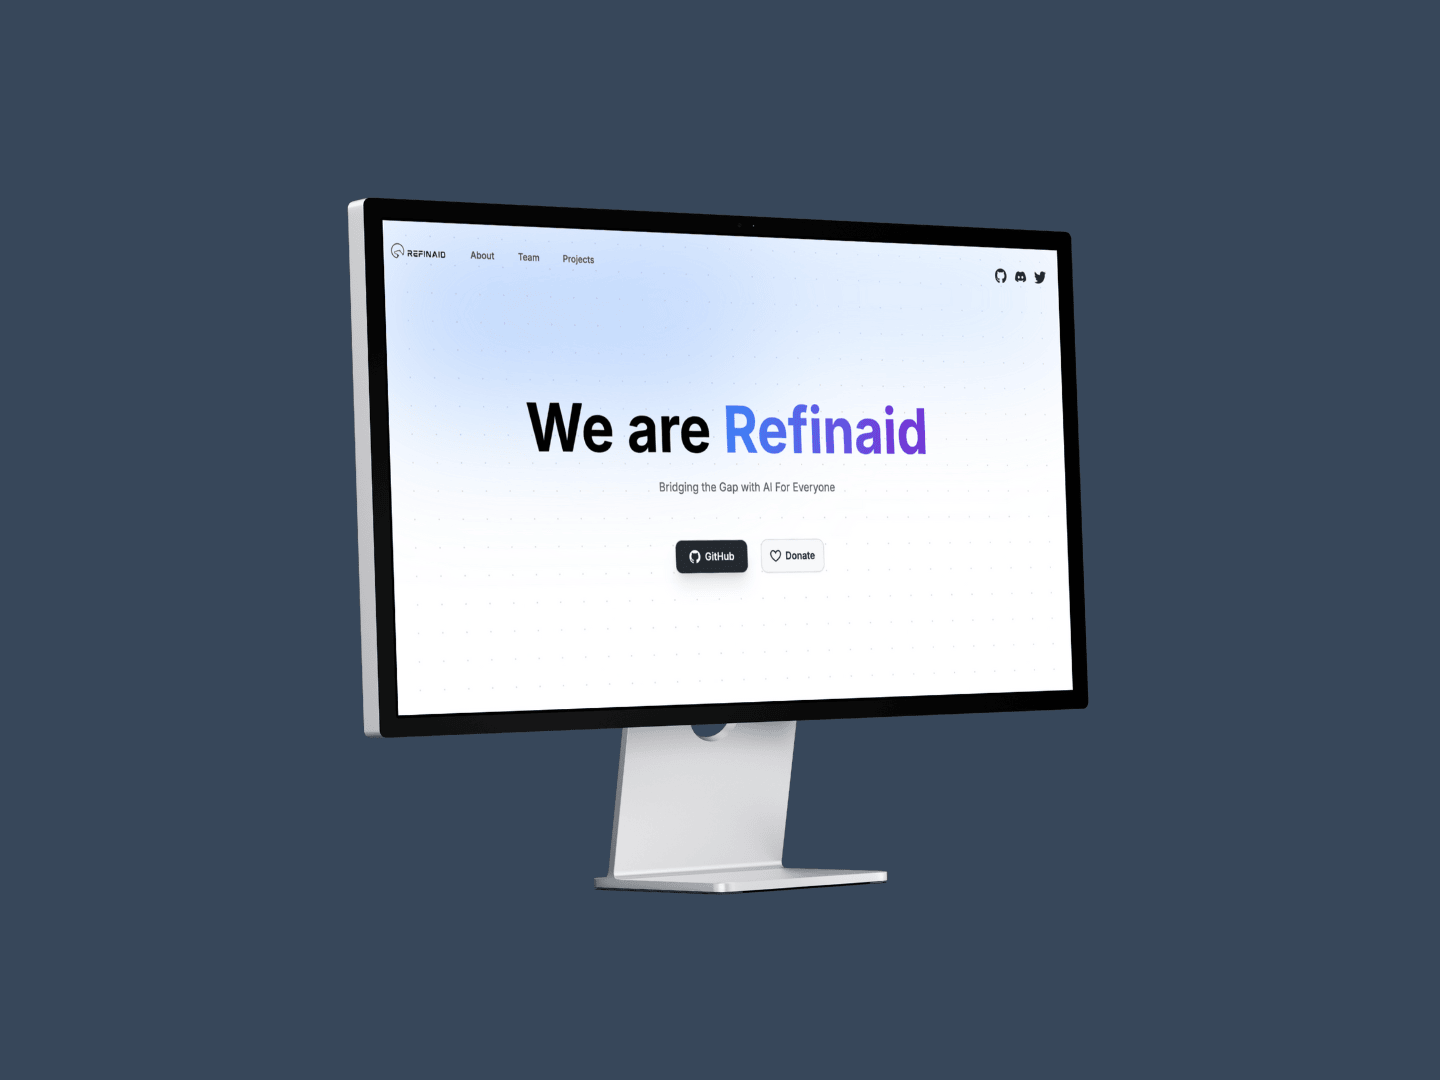 REFINAID About Team Projects
We are Refinaid
Bridging the Gap with AI For Everyone
GitHub Donate